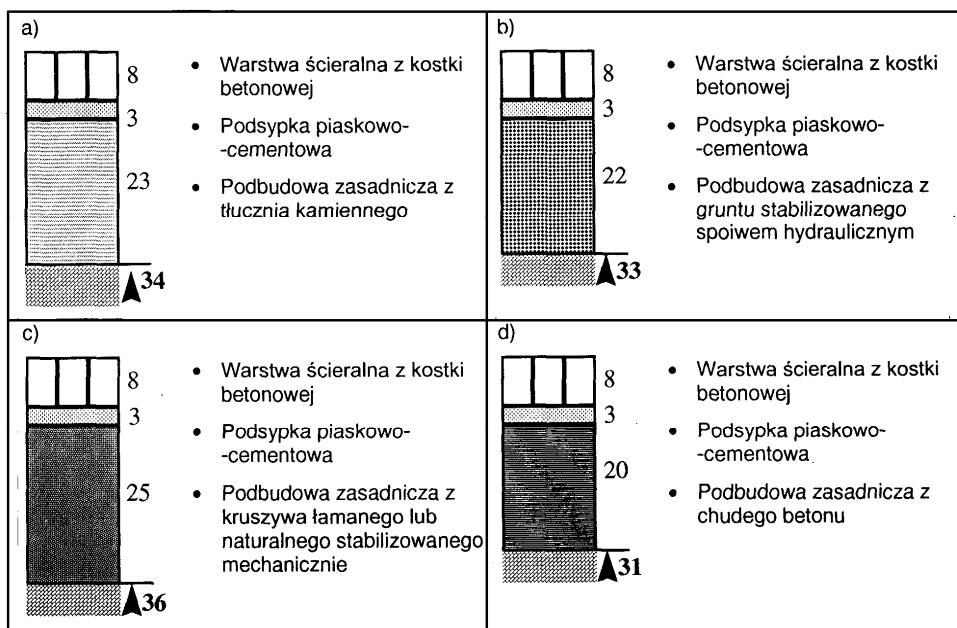 a)
8
3
23
34
• Warstwa ścieralna z kostki
betonowej
• Podsypka piaskowo-
-cementowa
• Podbudowa zasadnicza z
tłucznia kamiennego
b)
8
3
22
33
• Warstwa ścieralna z kostki
betonowej
• Podsypka piaskowo-
-cementowa
• Podbudowa zasadnicza z
gruntu stabilizowanego
spoiwem hydraulicznym
c)
8
3
25
36
• Warstwa ścieralna z kostki
betonowej
• Podsypka piaskowo-
-cementowa
• Podbudowa zasadnicza z
kruszywa łamanego lub
naturalnego stabilizowanego
mechanicznie
d)
8
3
20
31
• Warstwa ścieralna z kostki
betonowej
• Podsypka piaskowo-
-cementowa
• Podbudowa zasadnicza z
chudego betonu